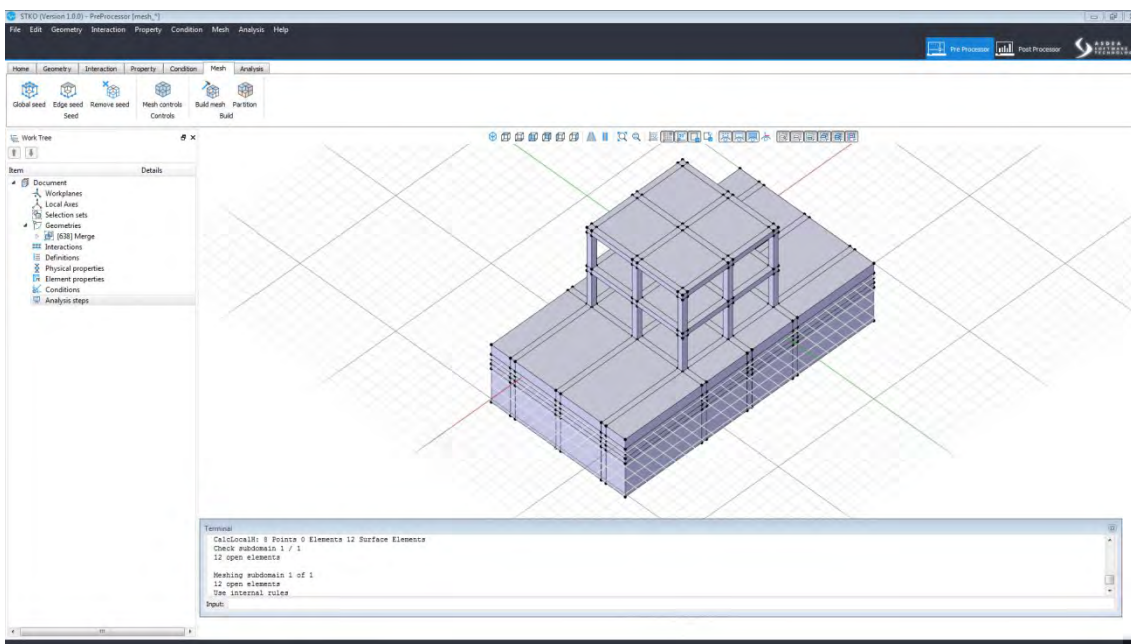 STKO (Version 1.0.0) - PreProcessor [mesh_*]
File Edit Geometry Interaction Property Condition Mesh Analysis Help
Pre Processor Post Processor
Home Geometry Interaction Property Condition Mesh Analysis
Global seed Edge seed Remove seed Mesh controls Build mesh Partition
Seed Controls Build
Work Tree
Item Details
Document
Workplanes
Local Axes
Selection sets
Geometries
[638] Merge
Interactions
Definitions
Physical properties
Element properties
Conditions
Analysis steps
Terminal
CalcLocalH: 8 Points 0 Elements 12 Surface Elements
Check subdomain 1 / 1
12 open elements
Meshing subdomain 1 of 1
12 open elements
Use internal rules
Input: